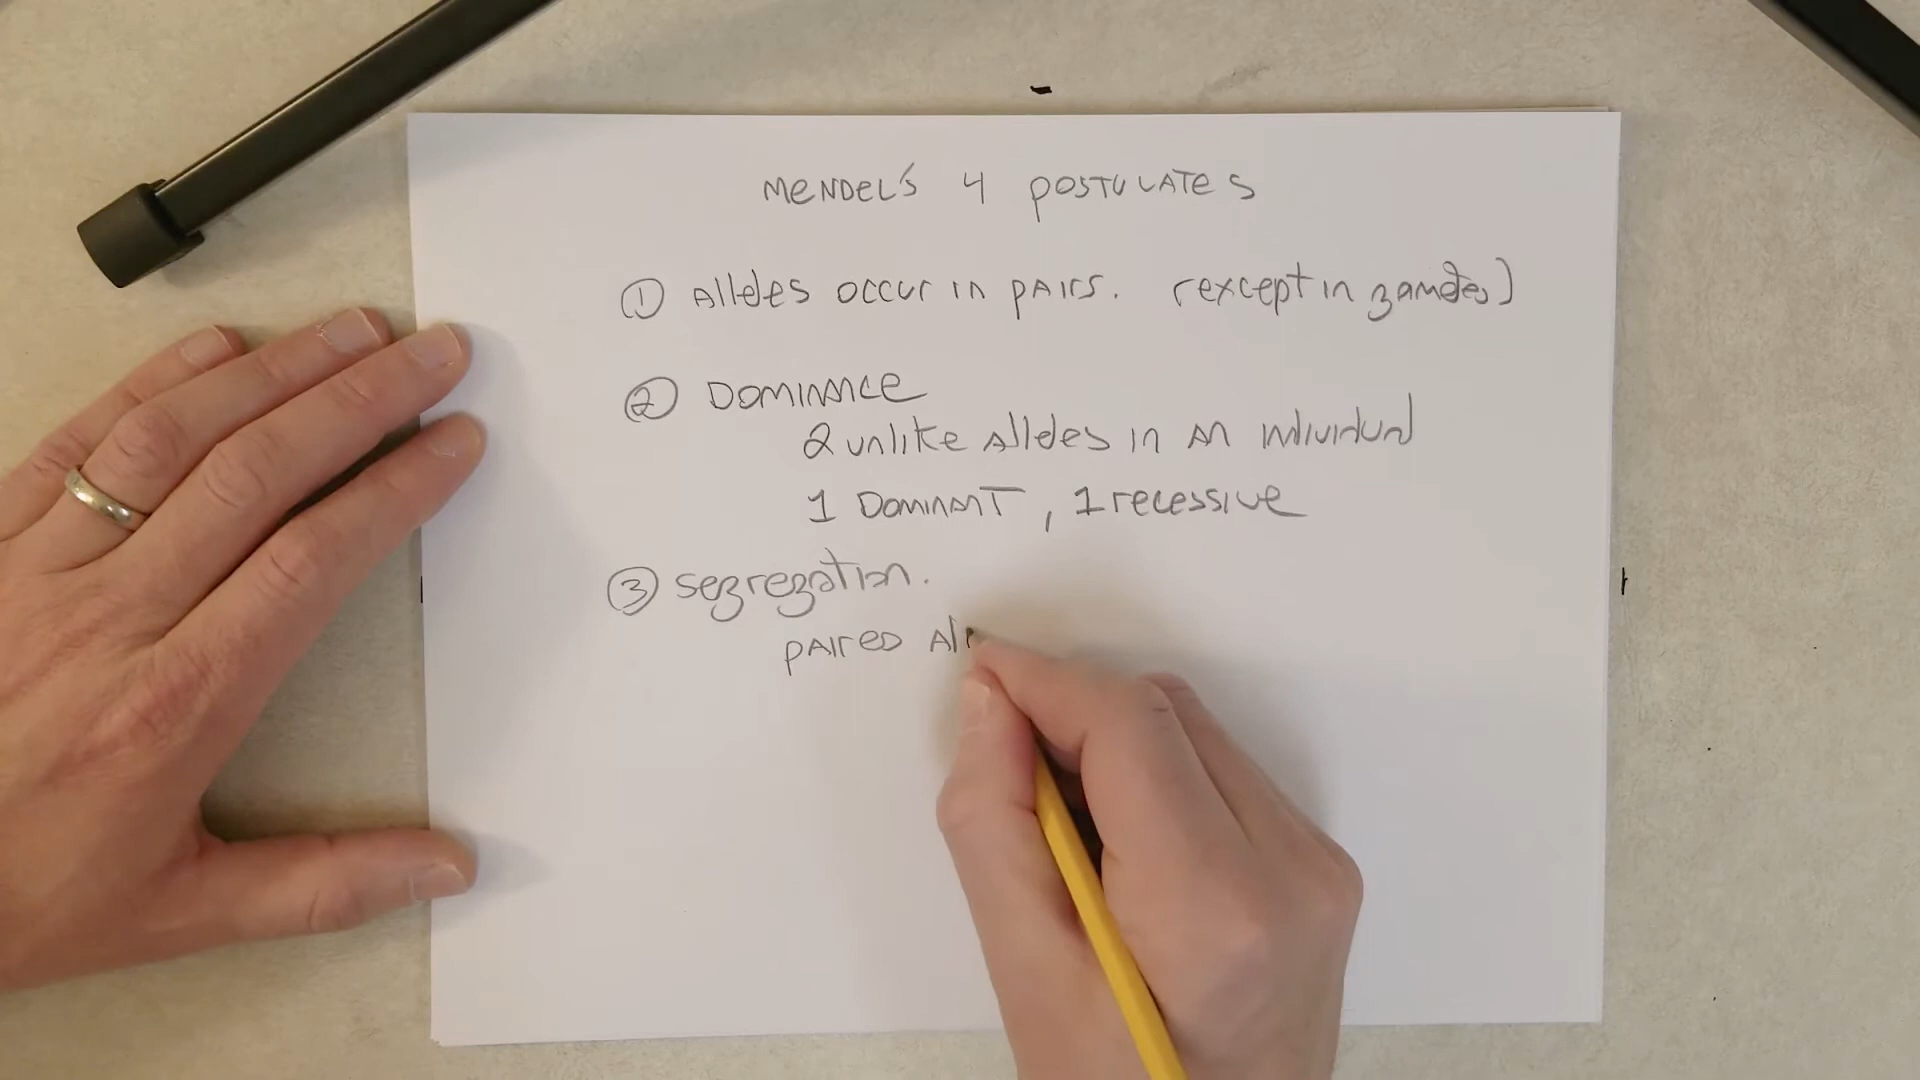 MENDEL'S 4 POSTULATES
① Alleles occur in pairs. (except in gametes)
② DOMINANCE
2 unlike Alleles in an individual
1 DOMINANT, 1 recessive
③ segregation.
PAIRED Al